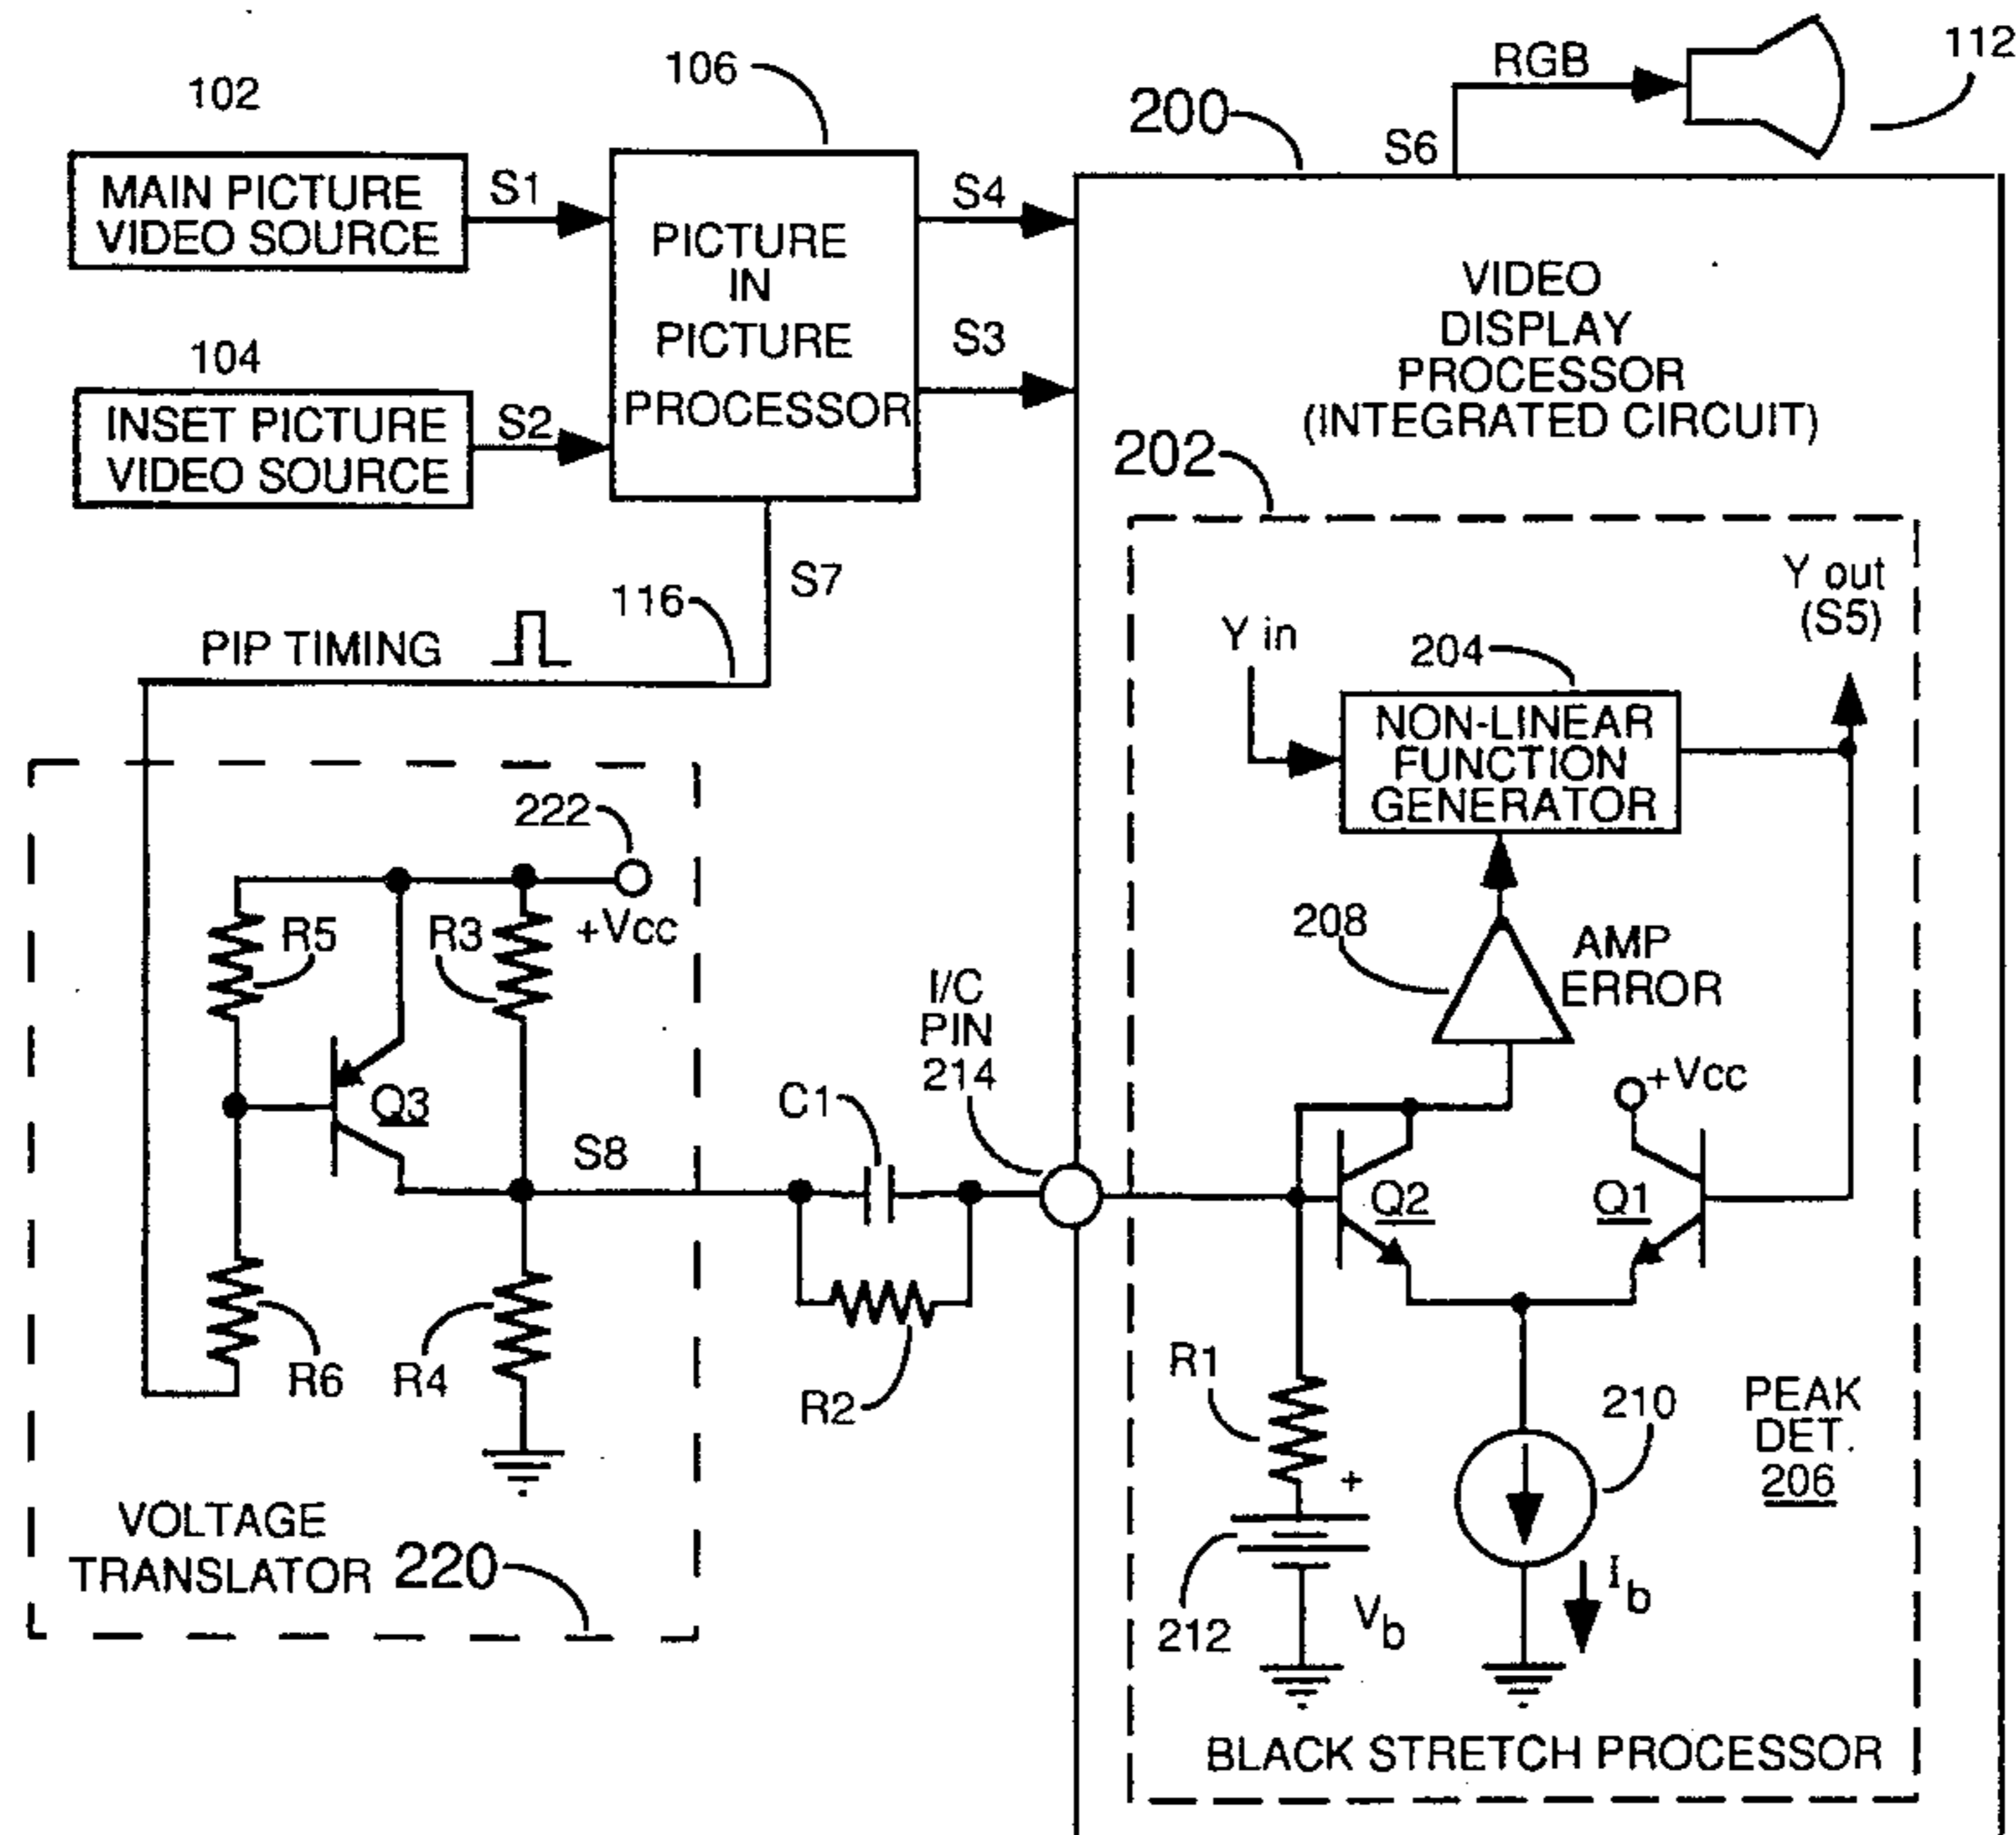 102
MAIN PICTURE
VIDEO SOURCE
S1
104
INSET PICTURE
VIDEO SOURCE
S2
106
PICTURE
IN
PICTURE
PROCESSOR
S4
S3
S7
116
PIP TIMING
200
S6
RGB
112
VIDEO
DISPLAY
PROCESSOR
(INTEGRATED CIRCUIT)
202
Y in
204
Y out
(S5)
NON-LINEAR
FUNCTION
GENERATOR
208
AMP
ERROR
222
+Vcc
R5
R3
Q3
S8
R6
R4
VOLTAGE
TRANSLATOR 220
C1
R2
I/C
PIN
214
+Vcc
Q2
Q1
R1
+
212
Vb
210
Ib
PEAK
DET.
206
BLACK STRETCH PROCESSOR